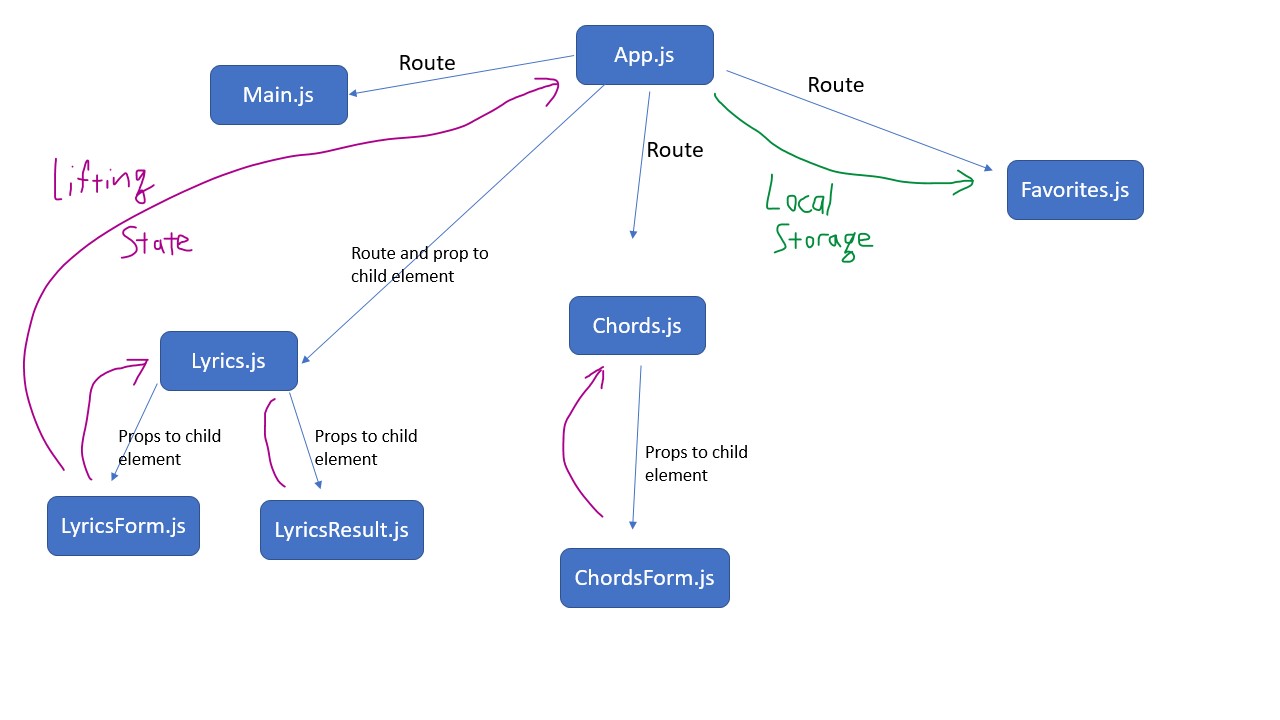 App.js
Route
Main.js
Route
Route
Lifting
State
Favorites.js
Local
Storage
Route and prop to
child element
Chords.js
Lyrics.js
Props to child
element
Props to child
element
Props to child
element
LyricsForm.js
LyricsResult.js
ChordsForm.js